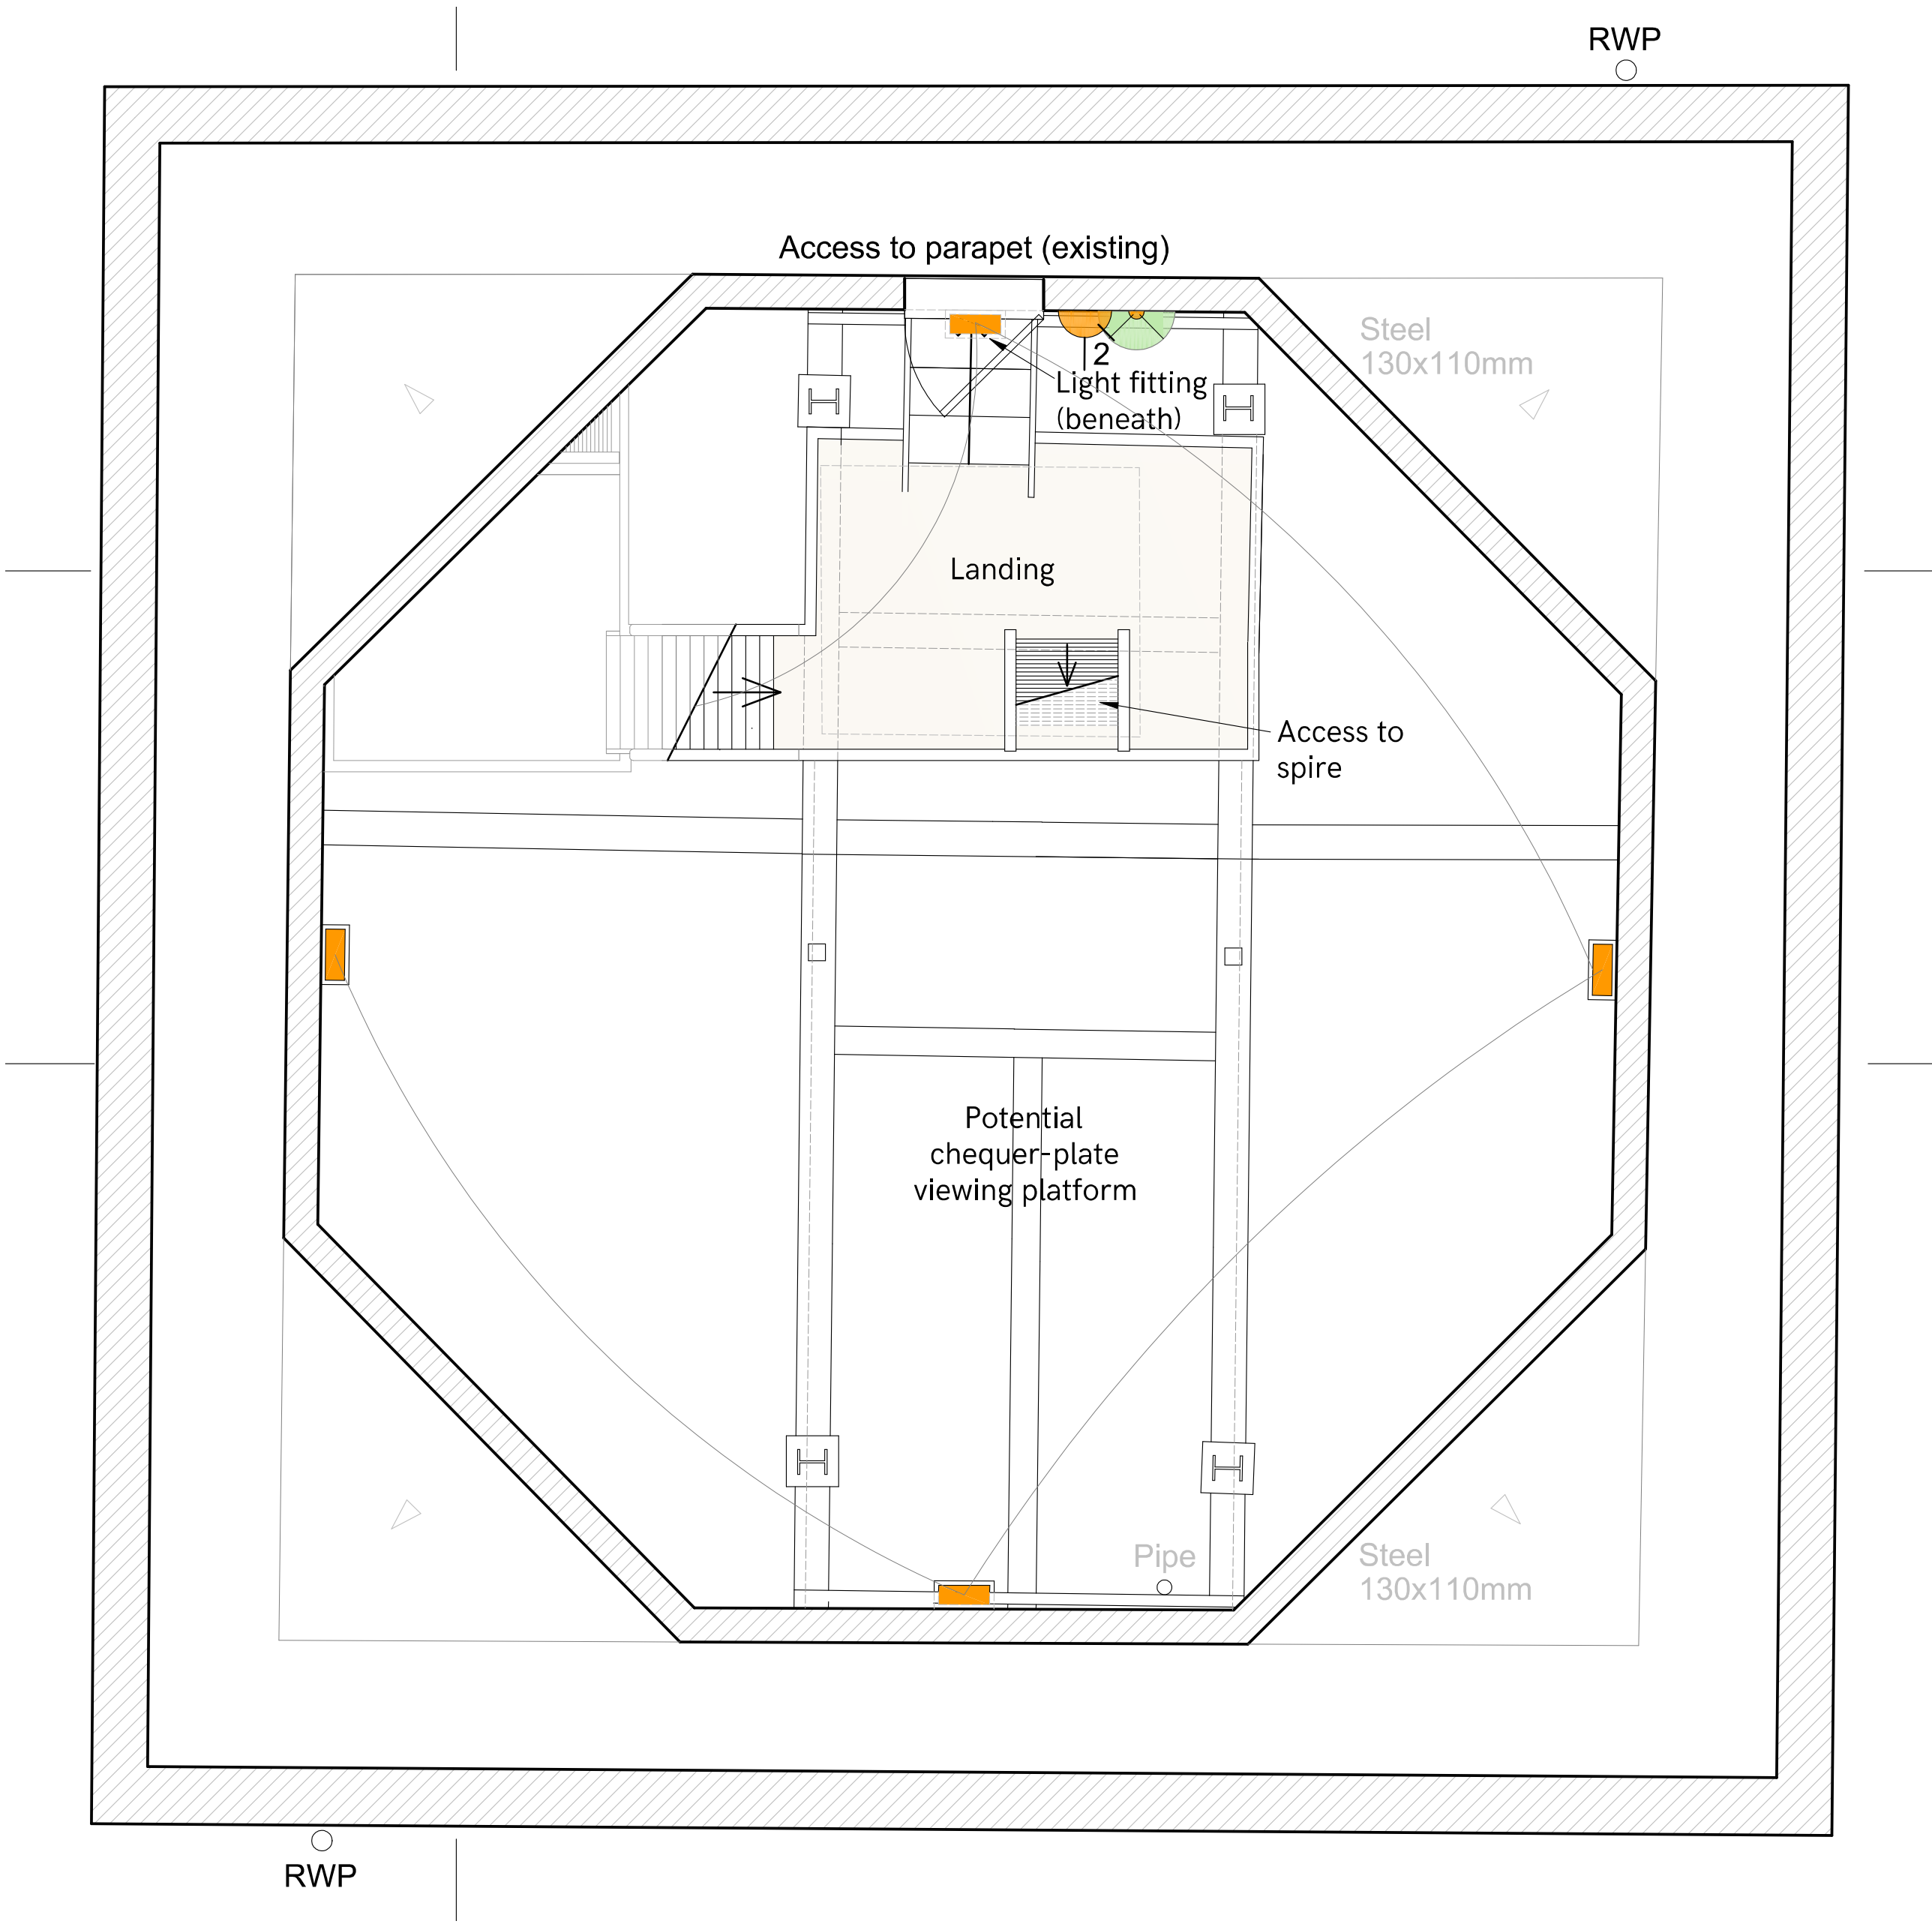 RWP
Access to parapet (existing)
Steel
130x110mm
2
Light fitting
(beneath)
Landing
Access to
spire
Potential
chequer-plate
viewing platform
Pipe
Steel
130x110mm
RWP